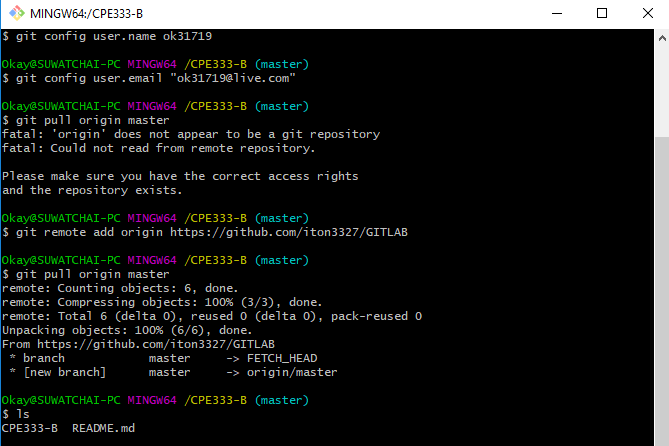 MINGW64:/CPE333-B
$ git config user.name ok31719
Okay@SUWATCHAI-PC MINGW64 /CPE333-B (master)
$ git config user.email "ok31719@live.com"
Okay@SUWATCHAI-PC MINGW64 /CPE333-B (master)
$ git pull origin master
fatal: 'origin' does not appear to be a git repository
fatal: Could not read from remote repository.
Please make sure you have the correct access rights
and the repository exists.
Okay@SUWATCHAI-PC MINGW64 /CPE333-B (master)
$ git remote add origin https://github.com/iton3327/GITLAB
Okay@SUWATCHAI-PC MINGW64 /CPE333-B (master)
$ git pull origin master
remote: Counting objects: 6, done.
remote: Compressing objects: 100% (3/3), done.
remote: Total 6 (delta 0), reused 0 (delta 0), pack-reused 0
Unpacking objects: 100% (6/6), done.
From https://github.com/iton3327/GITLAB
 * branch            master     -> FETCH_HEAD
 * [new branch]      master     -> origin/master
Okay@SUWATCHAI-PC MINGW64 /CPE333-B (master)
$ ls
CPE333-B  README.md